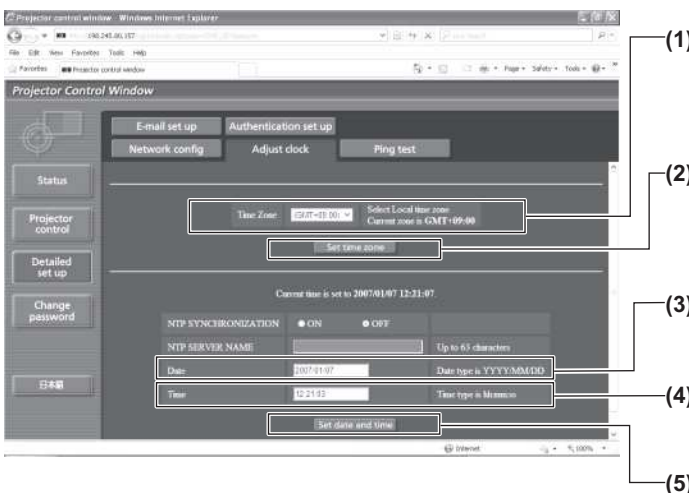 Projector control window - Windows Internet Explorer
File Edit View Favorites Tools Help
Favorites Projector control window
Page Safety Tools
Projector Control Window
E-mail set up Authentication set up
Network config Adjust clock Ping test
Status
Projector control
Detailed set up
Change password
日本語
Time Zone (GMT+09:00) Select Local time zone
Current zone is GMT+09:00
Set time zone
Current time is set to 2007/01/07 12:21:07
NTP SYNCHRONIZATION ON OFF
NTP SERVER NAME Up to 63 characters
Date 2007/01/07 Date type is YYYY/MM/DD
Time 12:21:03 Time type is
Set date and time
Internet 100%
(1)
(2)
(3)
(4)
(5)